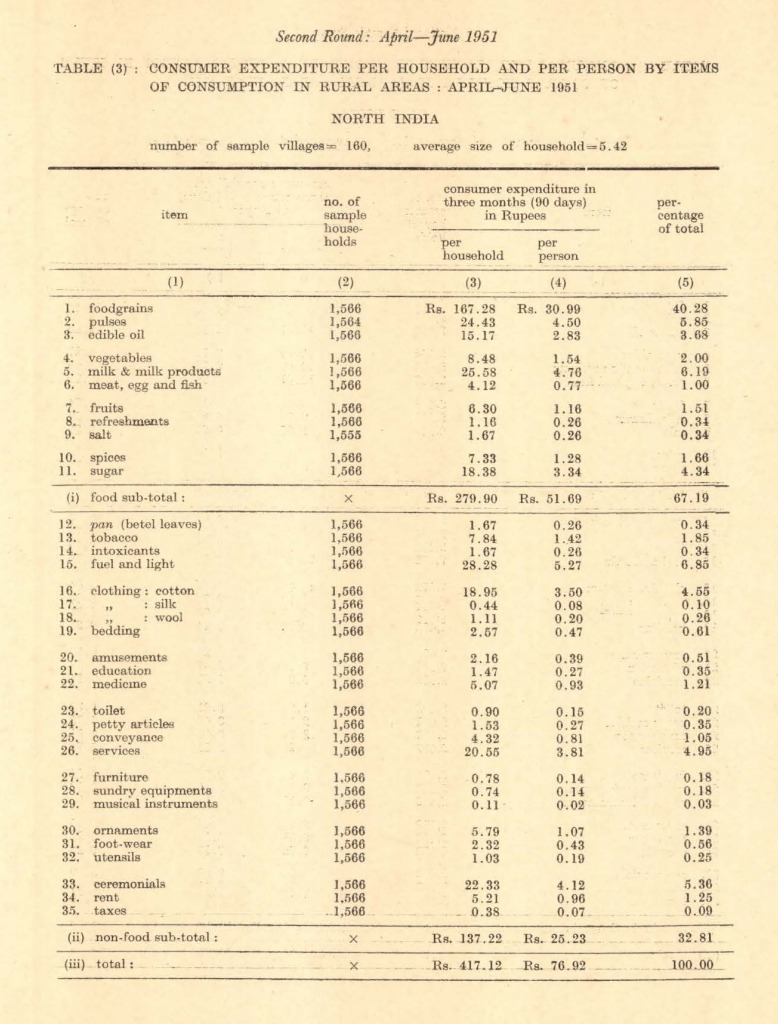 Second Round: April—June 1951
TABLE (3) : CONSUMER EXPENDITURE PER HOUSEHOLD AND PER PERSON BY ITEMS
OF CONSUMPTION IN RURAL AREAS : APRIL–JUNE 1951
NORTH INDIA
number of sample villages= 160, average size of household=5.42
item no. of sample house-holds consumer expenditure in three months (90 days) in Rupees per-centage of total
per household per person
(1) (2) (3) (4) (5)
1. foodgrains 1,566 Rs. 167.28 Rs. 30.99 40.28
2. pulses 1,564 24.43 4.50 5.85
3. edible oil 1,566 15.17 2.83 3.68
4. vegetables 1,566 8.48 1.54 2.00
5. milk & milk products 1,566 25.58 4.76 6.19
6. meat, egg and fish 1,566 4.12 0.77 1.00
7. fruits 1,566 6.30 1.16 1.51
8. refreshments 1,566 1.16 0.26 0.34
9. salt 1,555 1.67 0.26 0.34
10. spices 1,566 7.33 1.28 1.66
11. sugar 1,566 18.38 3.34 4.34
(i) food sub-total : × Rs. 279.90 Rs. 51.69 67.19
12. pan (betel leaves) 1,566 1.67 0.26 0.34
13. tobacco 1,566 7.84 1.42 1.85
14. intoxicants 1,566 1.67 0.26 0.34
15. fuel and light 1,566 28.28 5.27 6.85
16. clothing : cotton 1,566 18.95 3.50 4.55
17. „ : silk 1,566 0.44 0.08 0.10
18. „ : wool 1,566 1.11 0.20 0.26
19. bedding 1,566 2.57 0.47 0.61
20. amusements 1,566 2.16 0.39 0.51
21. education 1,566 1.47 0.27 0.35
22. medicine 1,566 5.07 0.93 1.21
23. toilet 1,566 0.90 0.15 0.20
24. petty articles 1,566 1.53 0.27 0.35
25. conveyance 1,566 4.32 0.81 1.05
26. services 1,566 20.55 3.81 4.95
27. furniture 1,566 0.78 0.14 0.18
28. sundry equipments 1,566 0.74 0.14 0.18
29. musical instruments 1,566 0.11 0.02 0.03
30. ornaments 1,566 5.79 1.07 1.39
31. foot-wear 1,566 2.32 0.43 0.56
32. utensils 1,566 1.03 0.19 0.25
33. ceremonials 1,566 22.33 4.12 5.36
34. rent 1,566 5.21 0.96 1.25
35. taxes 1,566 0.38 0.07 0.09
(ii) non-food sub-total : × Rs. 137.22 Rs. 25.23 32.81
(iii) total : × Rs. 417.12 Rs. 76.92 100.00